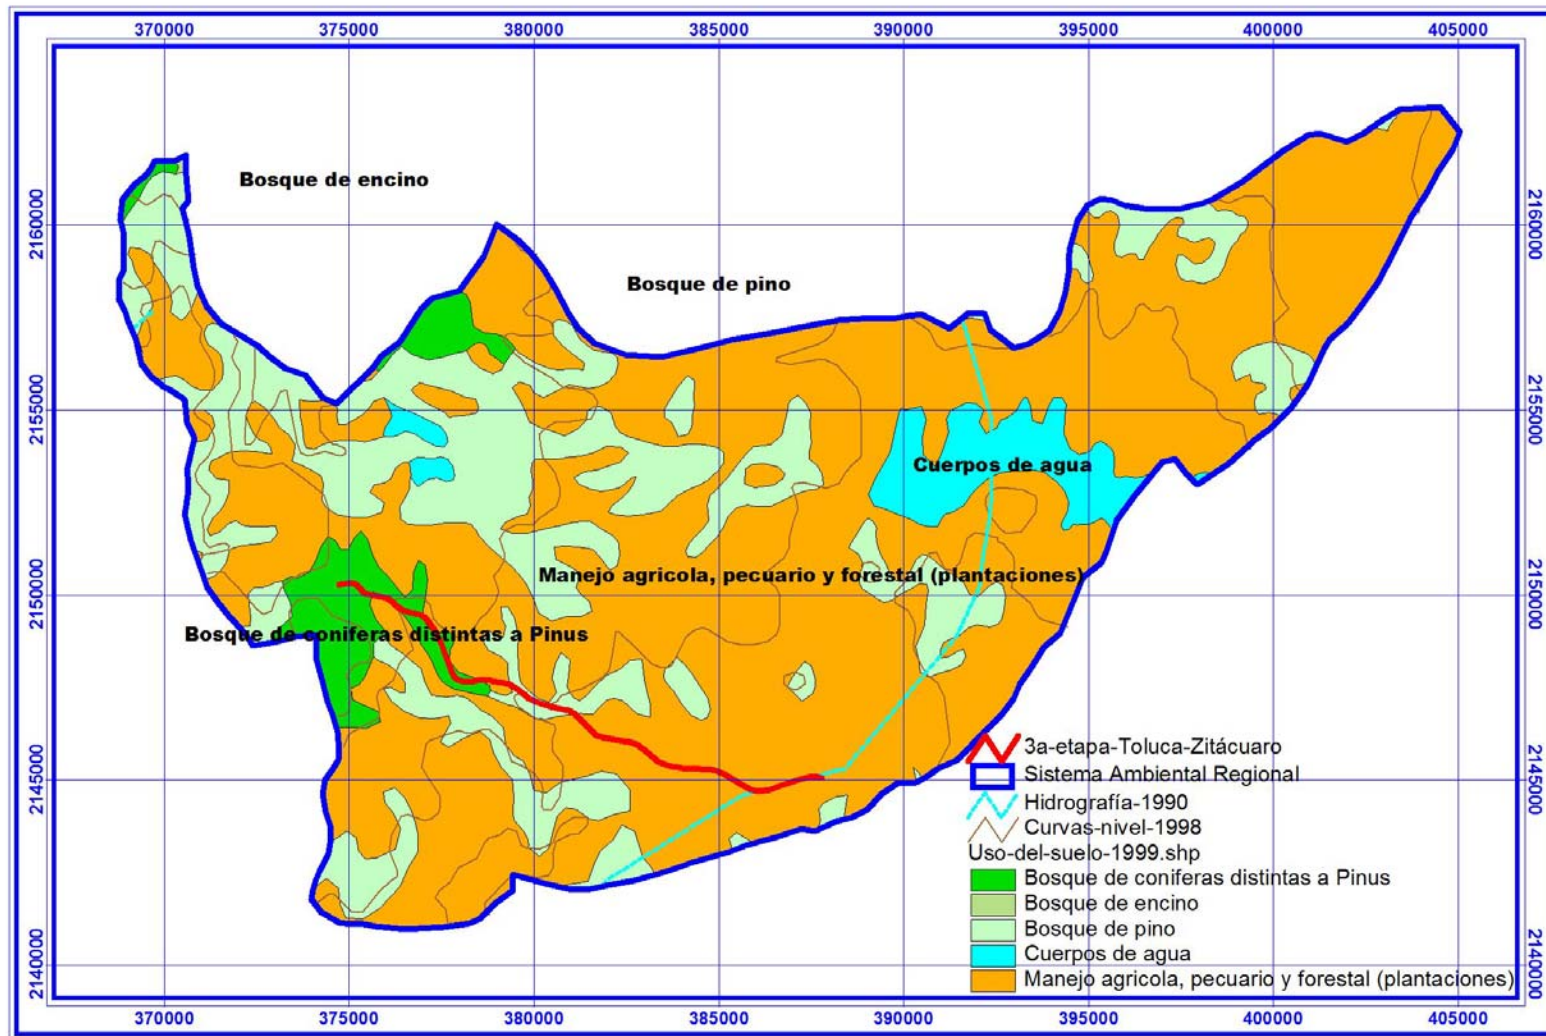 370000 375000 380000 385000 390000 395000 400000 405000
Bosque de encino
2160000
2160000
Bosque de pino
2155000
2155000
Cuerpos de agua
Manejo agricola, pecuario y forestal (plantaciones)
2150000
2150000
Bosque de coniferas distintas a Pinus
3a-etapa-Toluca-Zitácuaro
2145000
2145000
Sistema Ambiental Regional
Hidrografía-1990
Curvas-nivel-1998
Uso-del-suelo-1999.shp
Bosque de coniferas distintas a Pinus
Bosque de encino
Bosque de pino
Cuerpos de agua
2140000
2140000
Manejo agricola, pecuario y forestal (plantaciones)
370000 375000 380000 385000 390000 395000 400000 405000